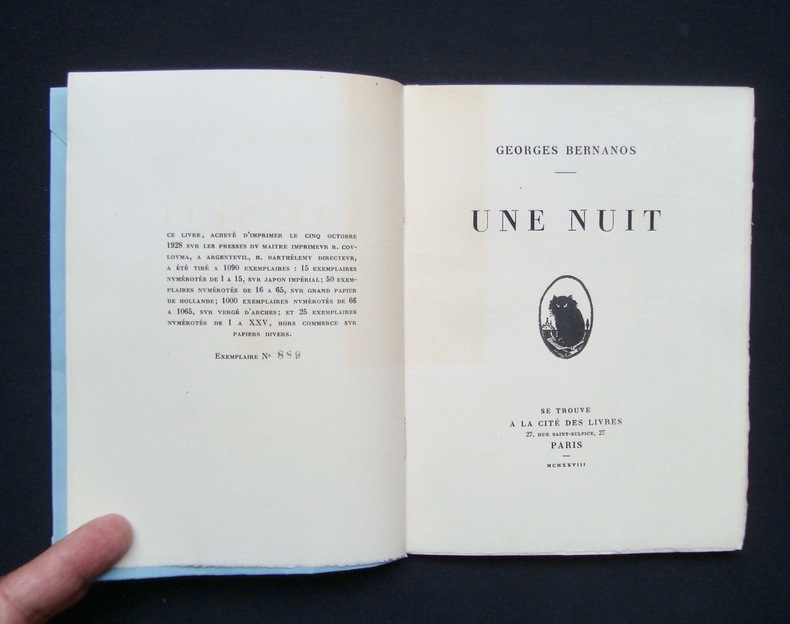 CE LIVRE, ACHEVÉ D'IMPRIMER LE CINQ OCTOBRE
1928 SVR LES PRESSES DV MAITRE IMPRIMEVR R. COV-
LOVMA, A ARGENTEVIL, H. BARTHÉLEMY DIRECTEVR,
A ÉTÉ TIRÉ A 1090 EXEMPLAIRES : 15 EXEMPLAIRES
NVMÉROTÉS DE 1 A 15, SVR JAPON IMPÉRIAL; 50 EXEM-
PLAIRES NVMÉROTÉS DE 16 A 65, SVR GRAND PAPIER
DE HOLLANDE; 1000 EXEMPLAIRES NVMÉROTÉS DE 66
A 1065, SVR VERGÉ D'ARCHES; ET 25 EXEMPLAIRES
NVMÉROTÉS DE I A XXV, HORS COMMERCE SVR
PAPIERS DIVERS.
EXEMPLAIRE Nº 889
GEORGES BERNANOS
UNE NUIT
SE TROUVE
A LA CITÉ DES LIVRES
27, RUE SAINT-SULPICE, 27
PARIS
MCMXXVIII